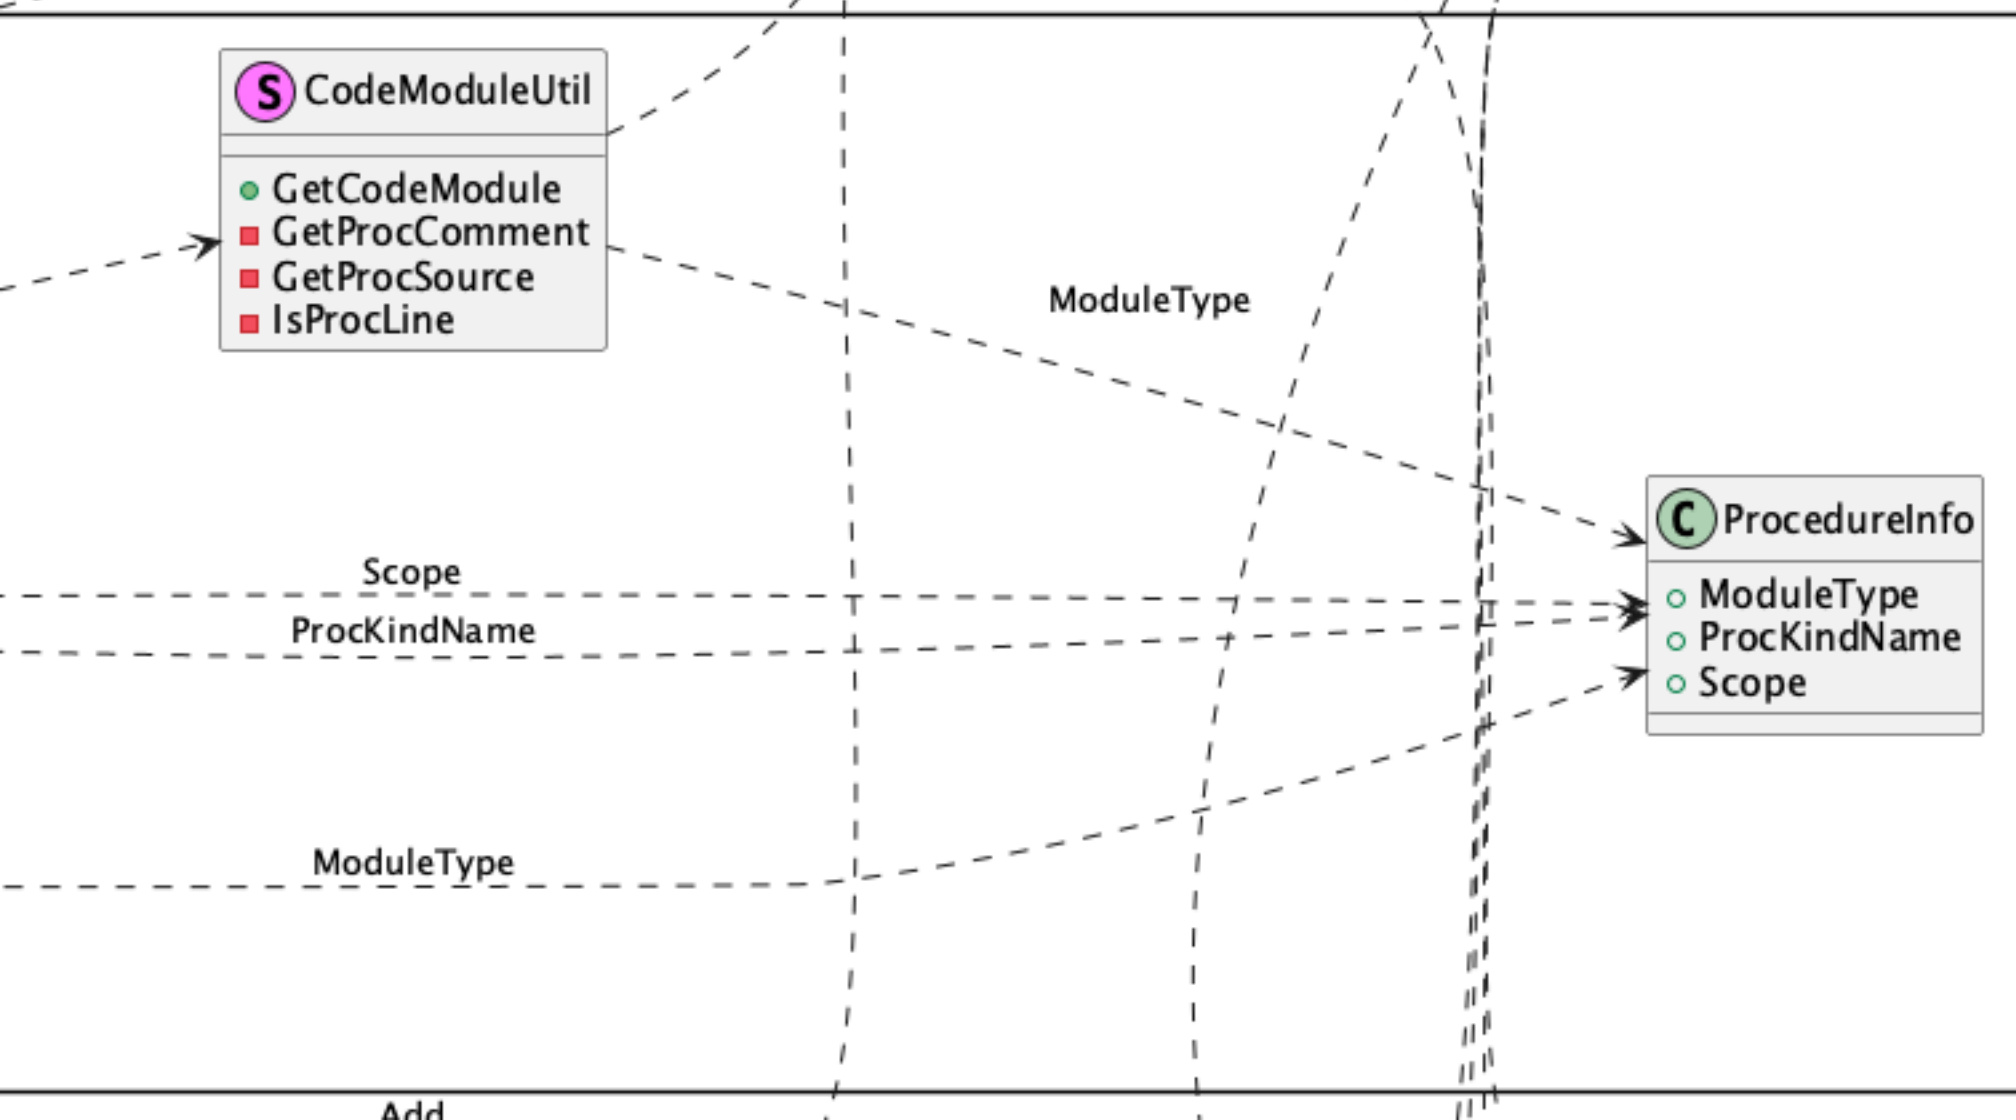 S CodeModuleUtil
GetCodeModule
GetProcComment
GetProcSource
IsProcLine
ModuleType
C ProcedureInfo
ModuleType
ProcKindName
Scope
Scope
ProcKindName
ModuleType
Add